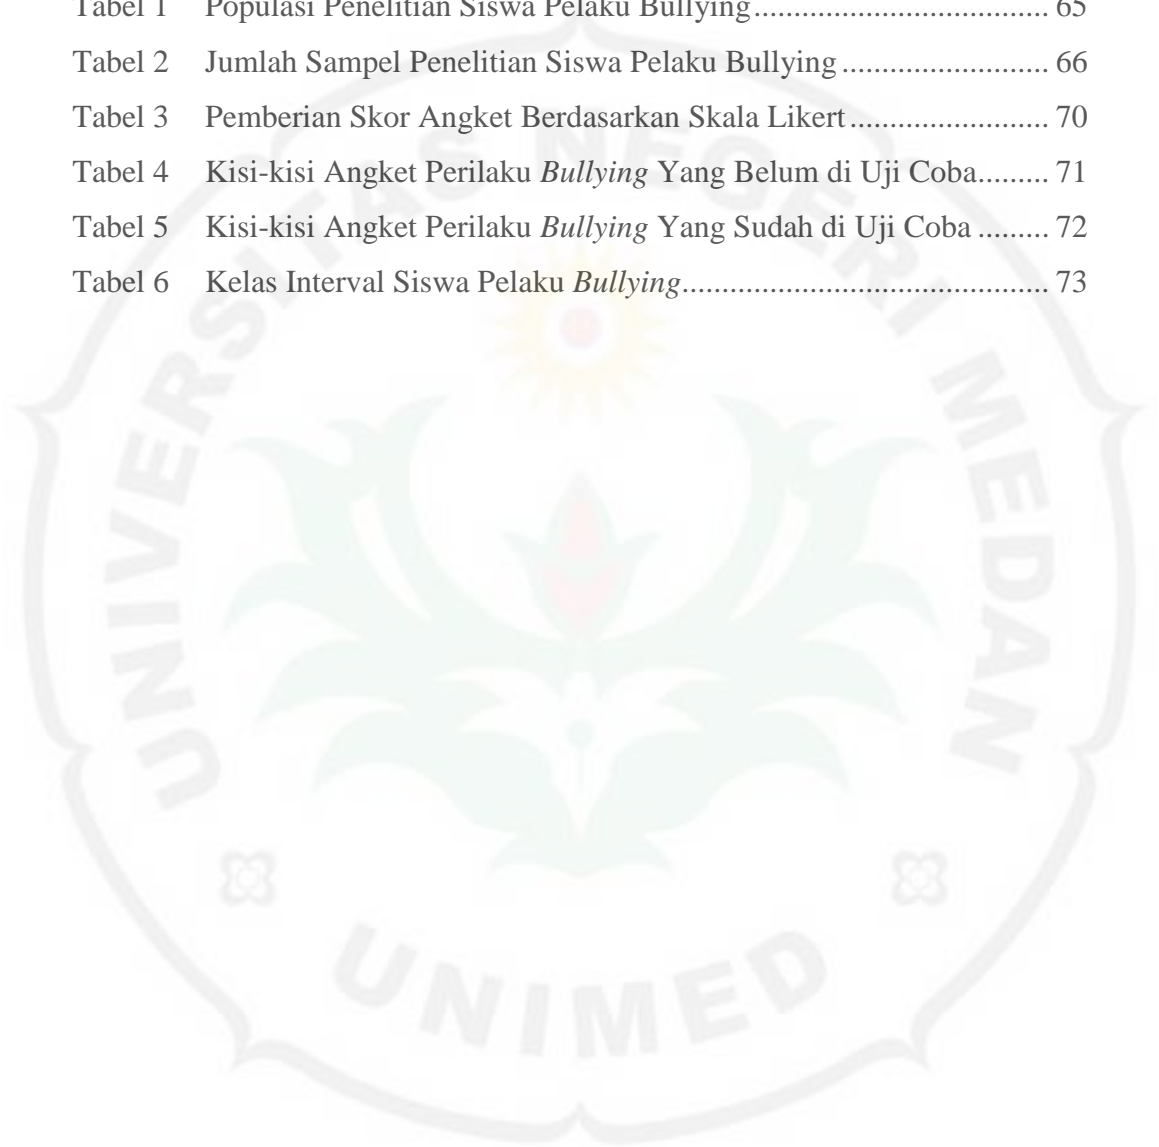 Tabel 1 Populasi Penelitian Siswa Pelaku Bullying.................................... 65
Tabel 2 Jumlah Sampel Penelitian Siswa Pelaku Bullying ......................... 66
Tabel 3 Pemberian Skor Angket Berdasarkan Skala Likert........................ 70
Tabel 4 Kisi-kisi Angket Perilaku Bullying Yang Belum di Uji Coba......... 71
Tabel 5 Kisi-kisi Angket Perilaku Bullying Yang Sudah di Uji Coba ......... 72
Tabel 6 Kelas Interval Siswa Pelaku Bullying............................................ 73
UNIVERSITAS NEGERI MEDAN
UNIMED